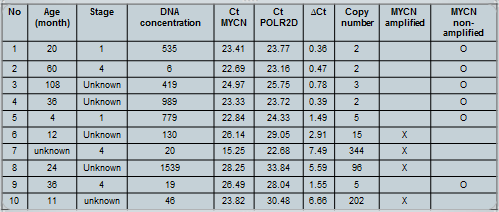 Age (month) Stage DNA concentration Ct MYCN Ct POLR2D ΔCt Copy number MYCN amplified MYCN non-amplified
1 20 1 535 23.41 23.77 0.36 2 O
2 60 4 6 22.69 23.16 0.47 2 O
3 108 Unknown 419 24.97 25.75 0.78 3 O
4 36 Unknown 989 23.33 23.72 0.39 2 O
5 4 1 779 22.84 24.33 1.49 5 O
6 12 Unknown 130 26.14 29.05 2.91 15 X
7 unknown 4 20 15.25 22.68 7.49 344 X
8 24 Unknown 1539 28.25 33.84 5.59 96 X
9 36 4 19 26.49 28.04 1.55 5 O
10 11 unknown 46 23.82 30.48 6.66 202 X